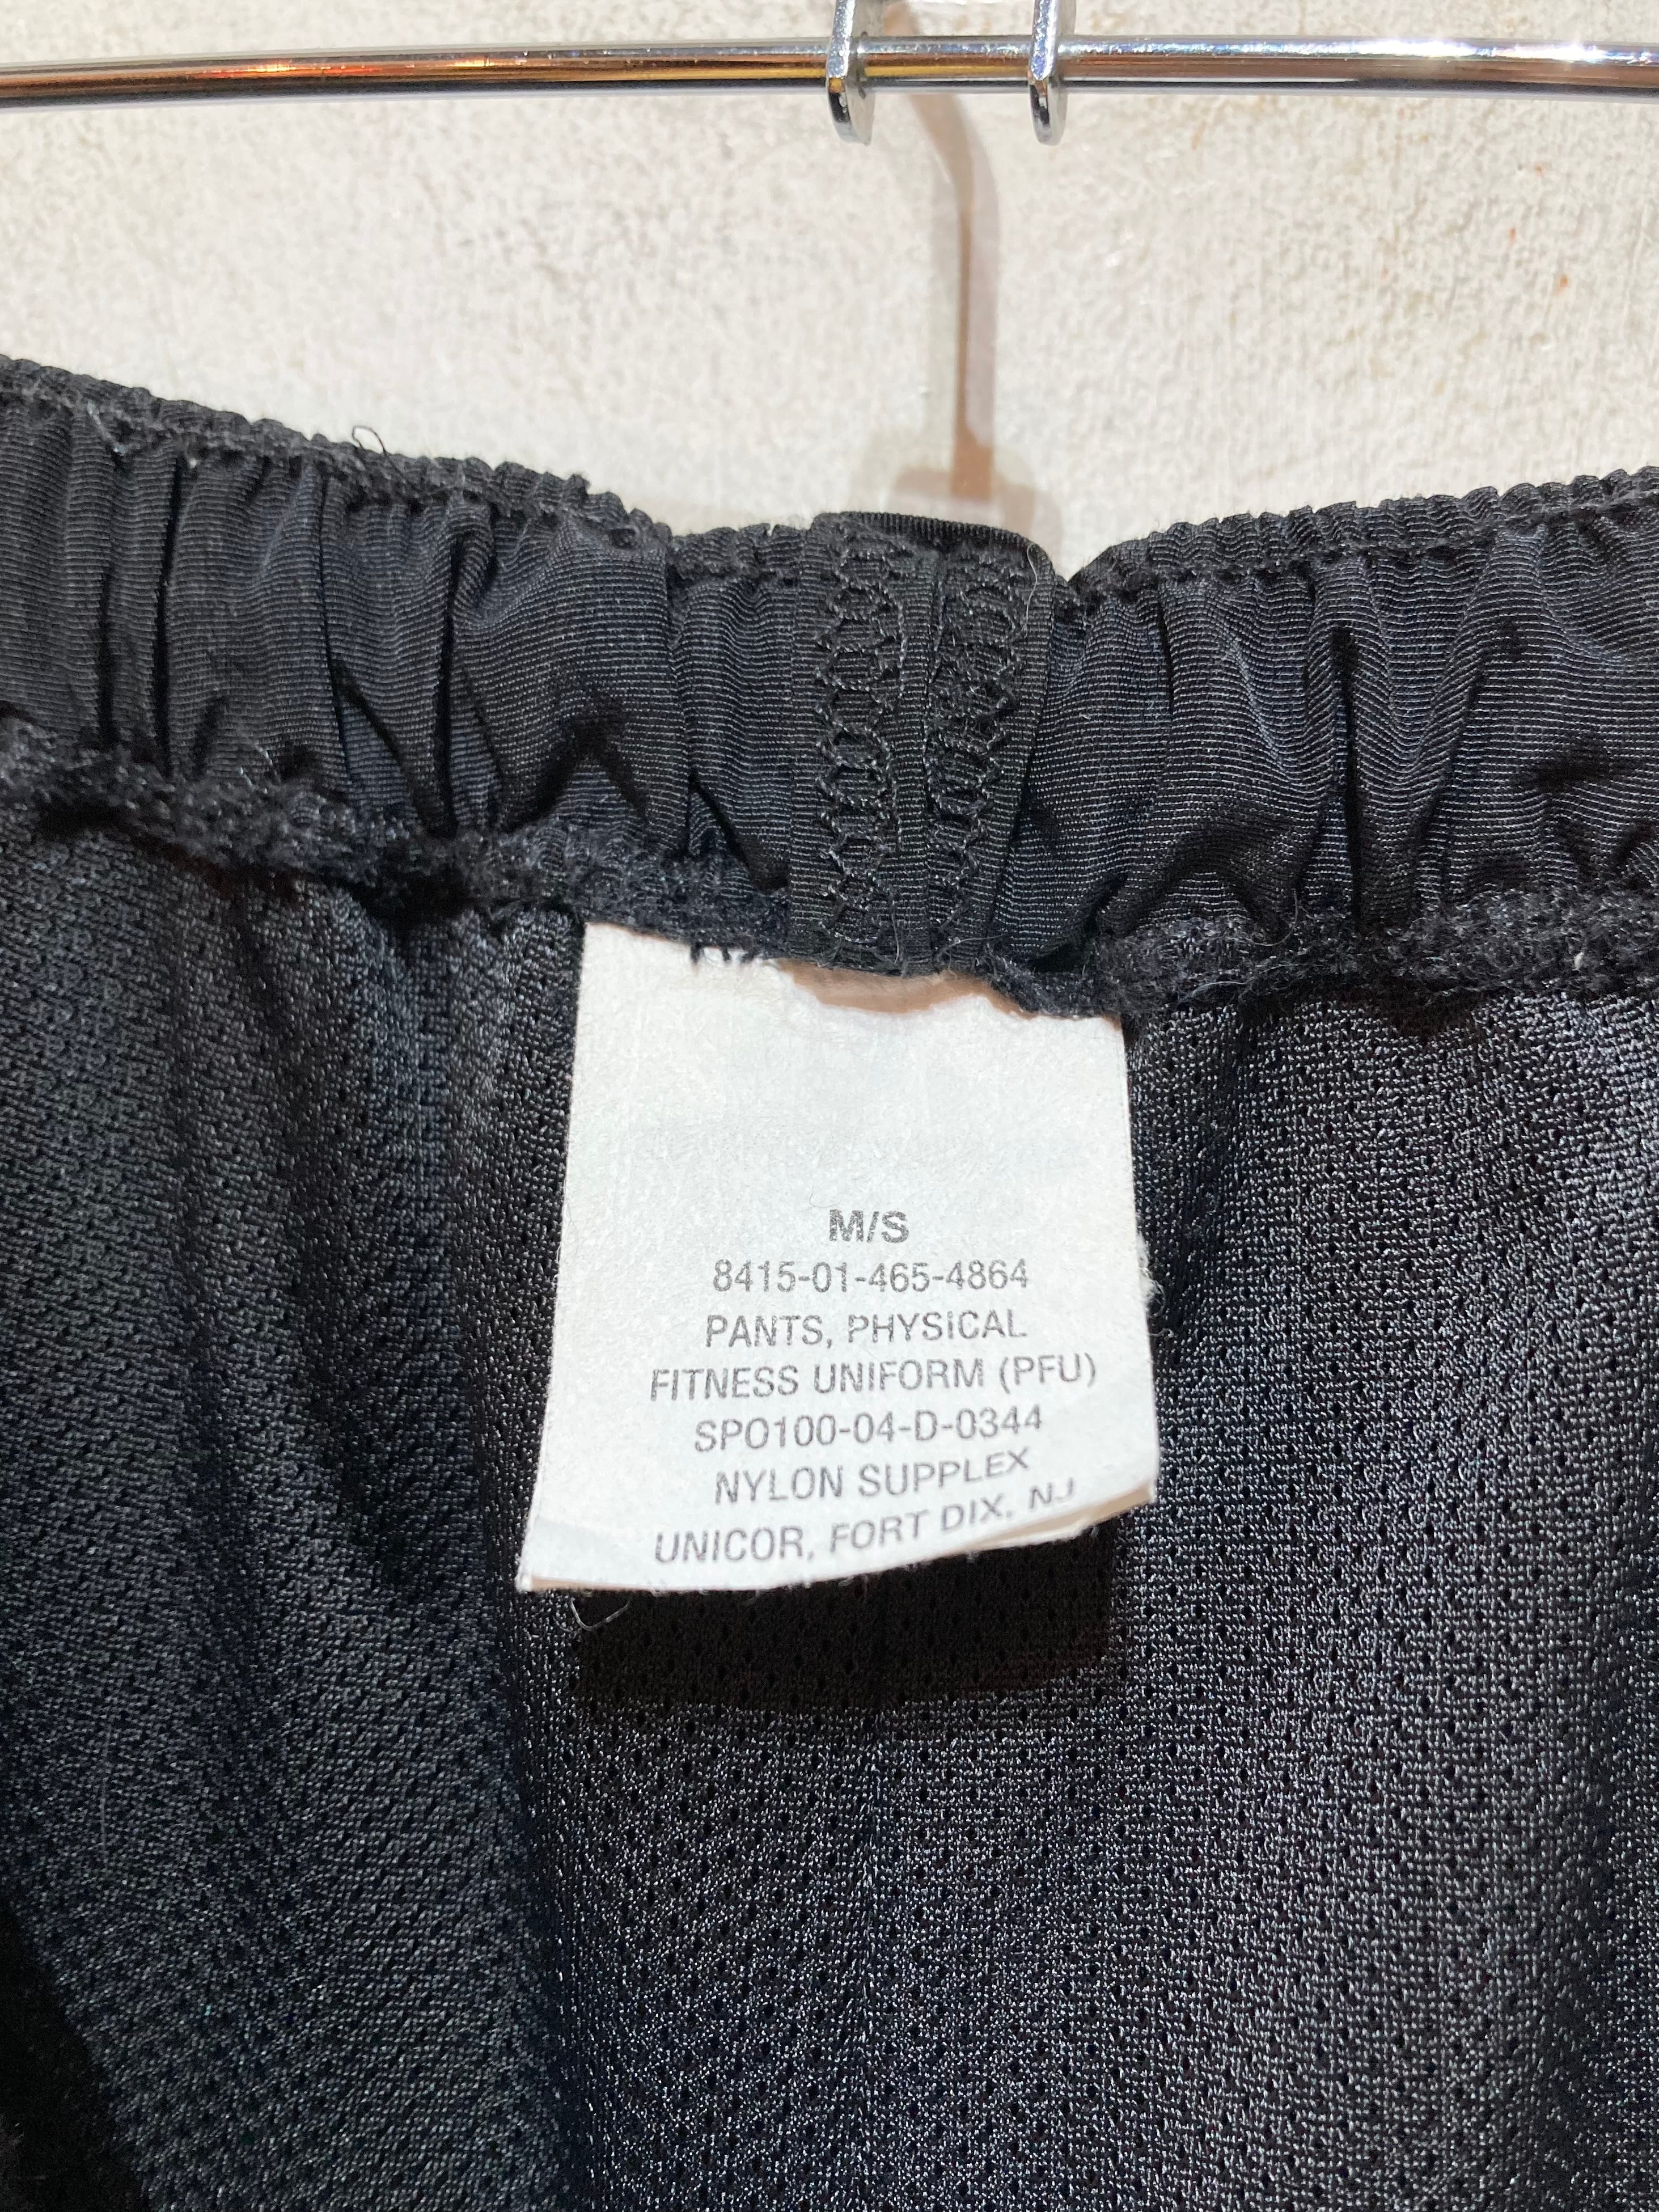 M/S
8415-01-465-4864
PANTS, PHYSICAL
FITNESS UNIFORM (PFU)
SPO100-04-D-0344
NYLON SUPPLEX
UNICOR, FORT DIX, NJ